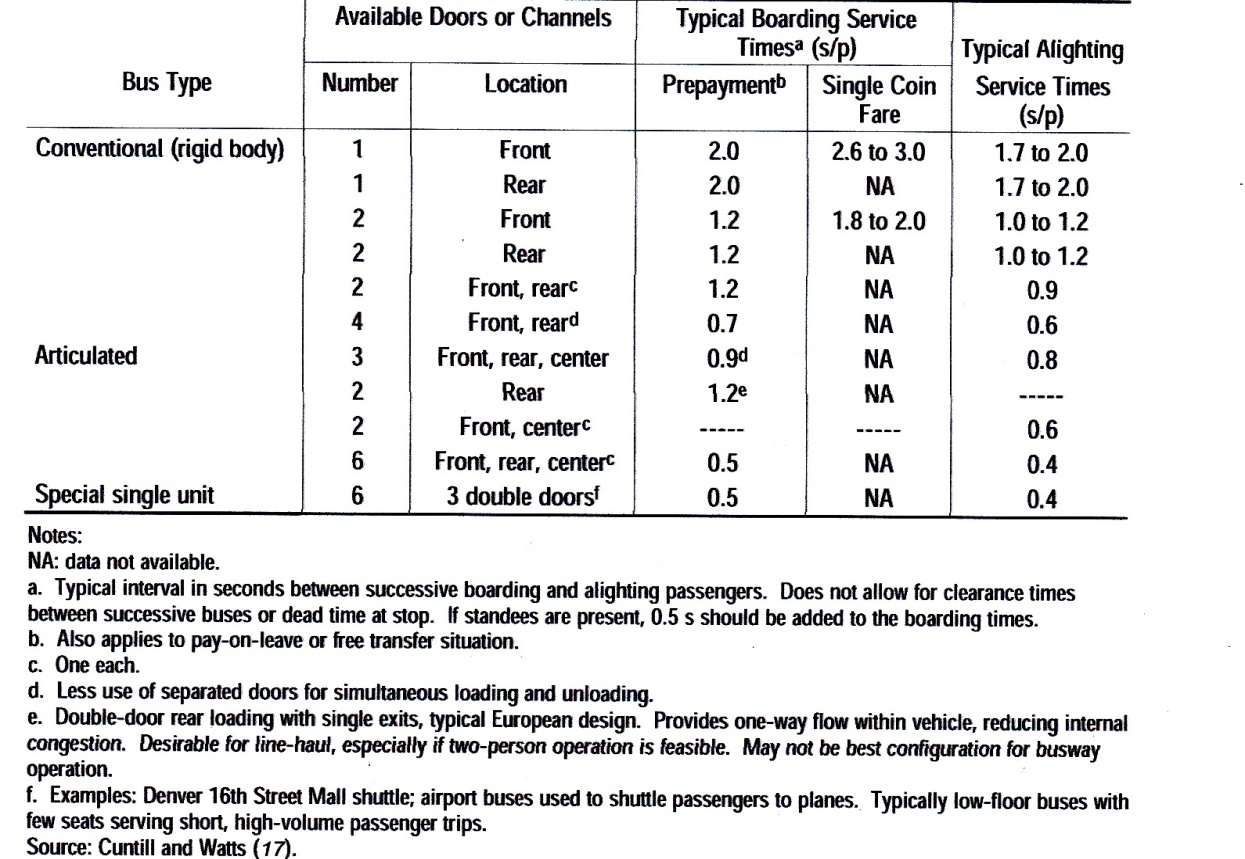 Available Doors or Channels Typical Boarding Service
Timesᵃ (s/p) Typical Alighting
Bus Type Number Location Prepaymentᵇ Single Coin Service Times
Fare (s/p)
Conventional (rigid body) 1 Front 2.0 2.6 to 3.0 1.7 to 2.0
1 Rear 2.0 NA 1.7 to 2.0
2 Front 1.2 1.8 to 2.0 1.0 to 1.2
2 Rear 1.2 NA 1.0 to 1.2
2 Front, rearᶜ 1.2 NA 0.9
4 Front, rearᵈ 0.7 NA 0.6
Articulated 3 Front, rear, center 0.9ᵈ NA 0.8
2 Rear 1.2ᵉ NA -----
2 Front, centerᶜ ----- ----- 0.6
6 Front, rear, centerᶜ 0.5 NA 0.4
Special single unit 6 3 double doorsᶠ 0.5 NA 0.4
Notes:
NA: data not available.
a. Typical interval in seconds between successive boarding and alighting passengers. Does not allow for clearance times
between successive buses or dead time at stop. If standees are present, 0.5 s should be added to the boarding times.
b. Also applies to pay-on-leave or free transfer situation.
c. One each.
d. Less use of separated doors for simultaneous loading and unloading.
e. Double-door rear loading with single exits, typical European design. Provides one-way flow within vehicle, reducing internal
congestion. Desirable for line-haul, especially if two-person operation is feasible. May not be best configuration for busway
operation.
f. Examples: Denver 16th Street Mall shuttle; airport buses used to shuttle passengers to planes. Typically low-floor buses with
few seats serving short, high-volume passenger trips.
Source: Cuntill and Watts (17).